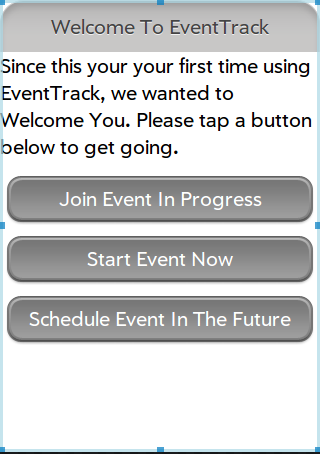 Welcome To EventTrack
Since this your your first time using
EventTrack, we wanted to
Welcome You. Please tap a button
below to get going.
Join Event In Progress
Start Event Now
Schedule Event In The Future